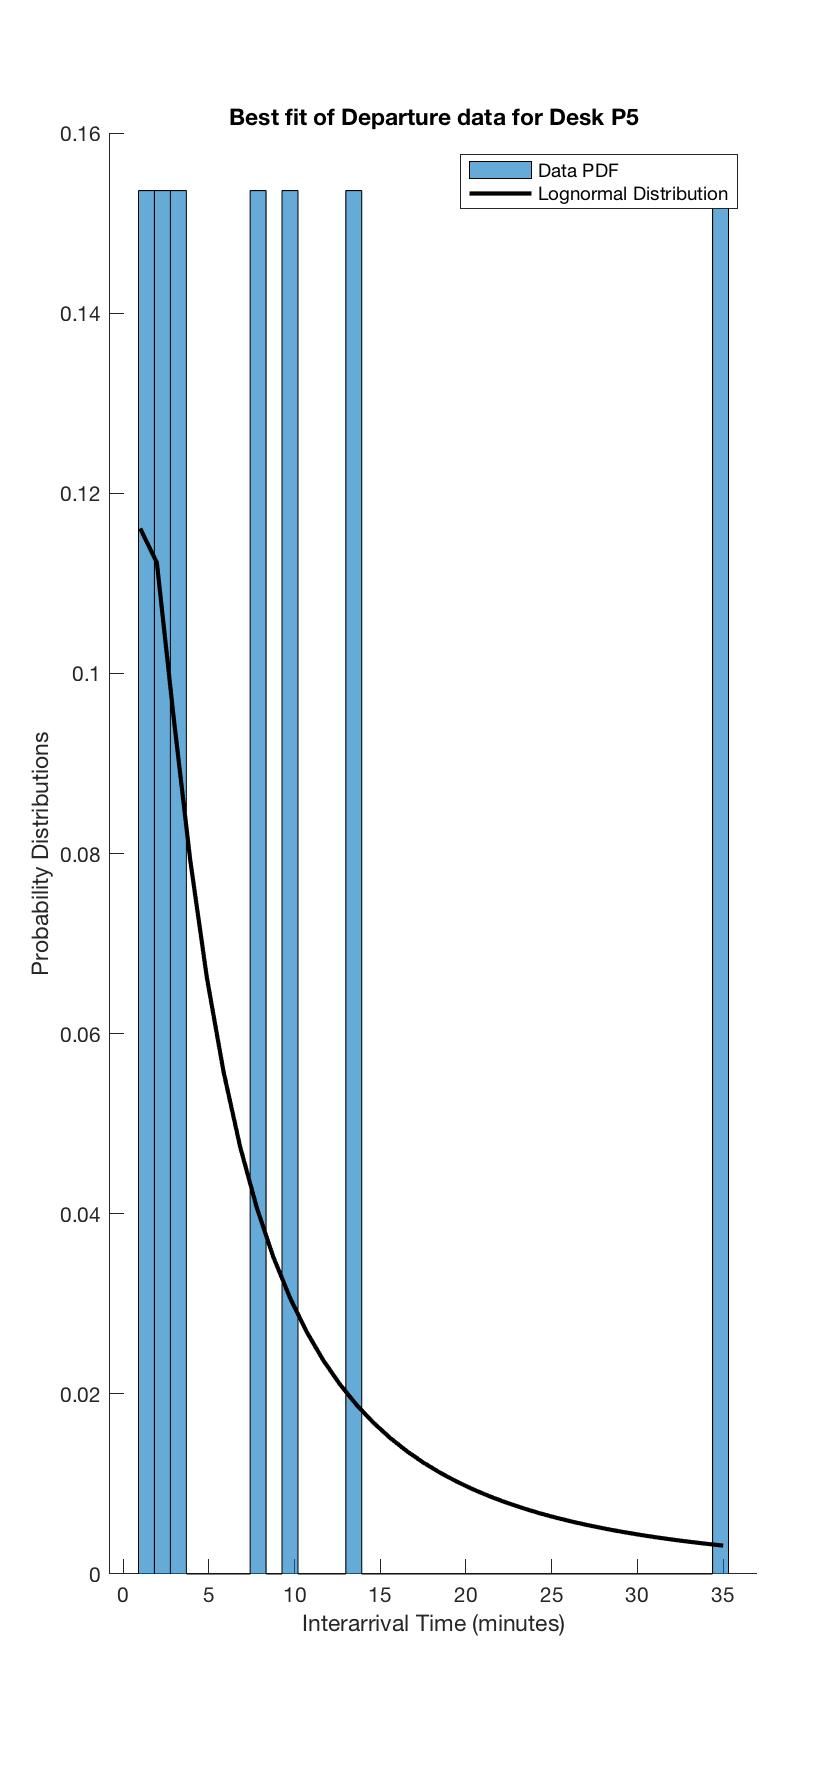 Best fit of Departure data for Desk P5
Data PDF
Lognormal Distribution
0.16
0.14
0.12
0.1
0.08
0.06
0.04
0.02
0
Probability Distributions
0 5 10 15 20 25 30 35
Interarrival Time (minutes)